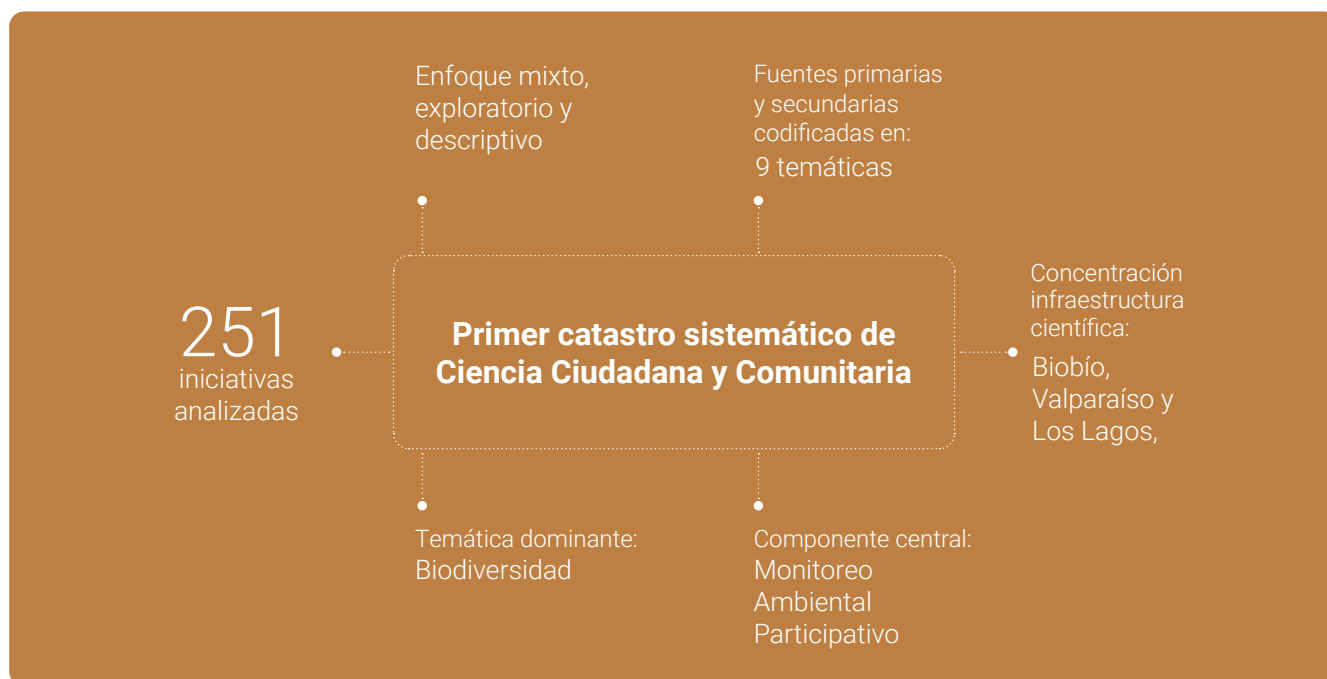 Enfoque mixto,
exploratorio y
descriptivo
Fuentes primarias
y secundarias
codificadas en:
9 temáticas
251
iniciativas
analizadas
Primer catastro sistemático de
Ciencia Ciudadana y Comunitaria
Concentración
infraestructura
científica:
Biobío,
Valparaíso y
Los Lagos,
Temática dominante:
Biodiversidad
Componente central:
Monitoreo
Ambiental
Participativo